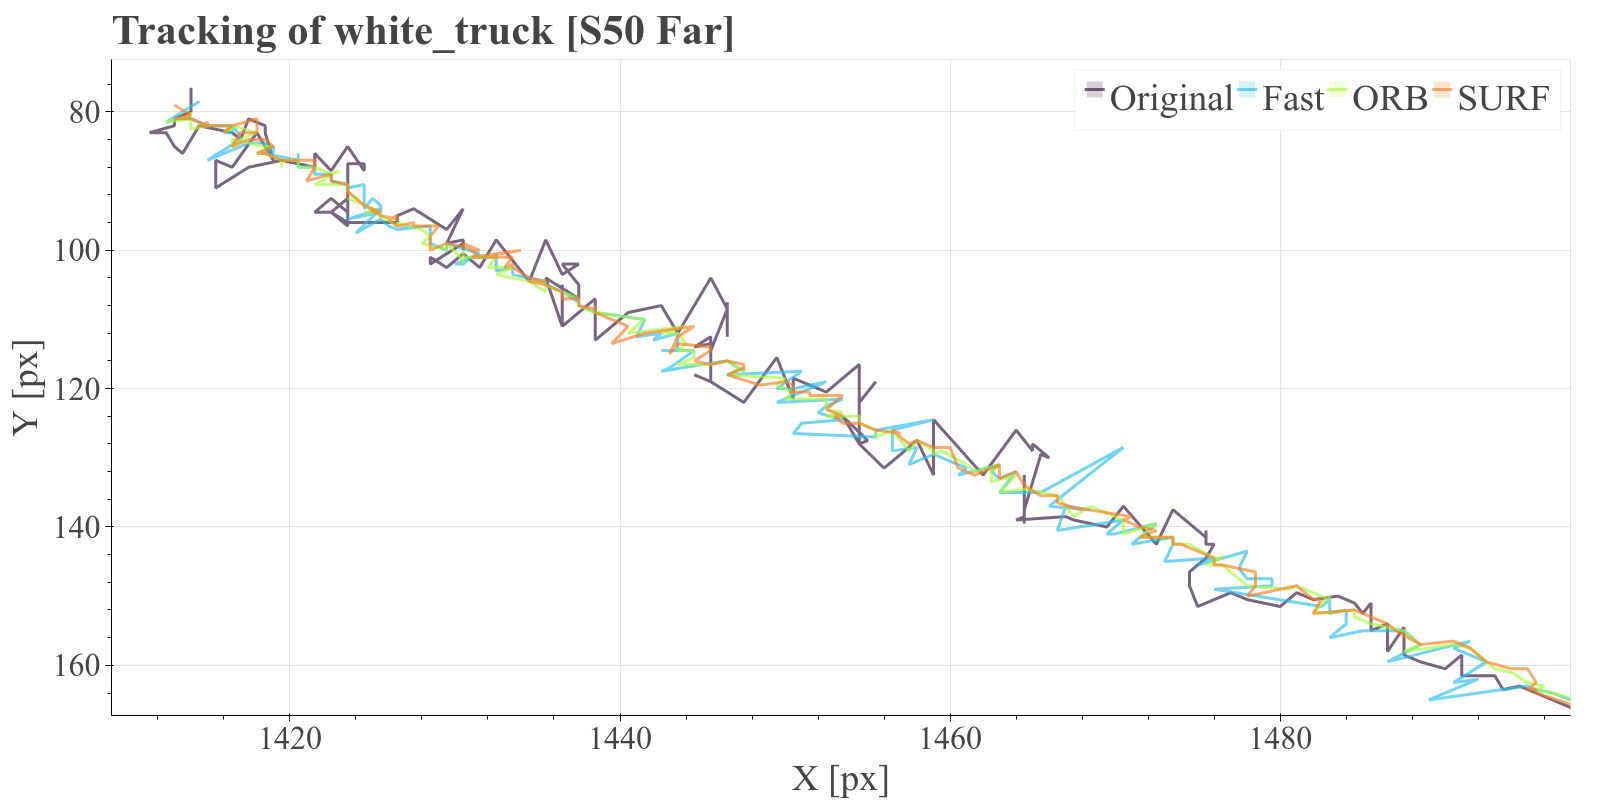 Tracking of white_truck [S50 Far]
Original Fast ORB SURF
80
100
120
140
160
Y [px]
1420 1440 1460 1480
X [px]